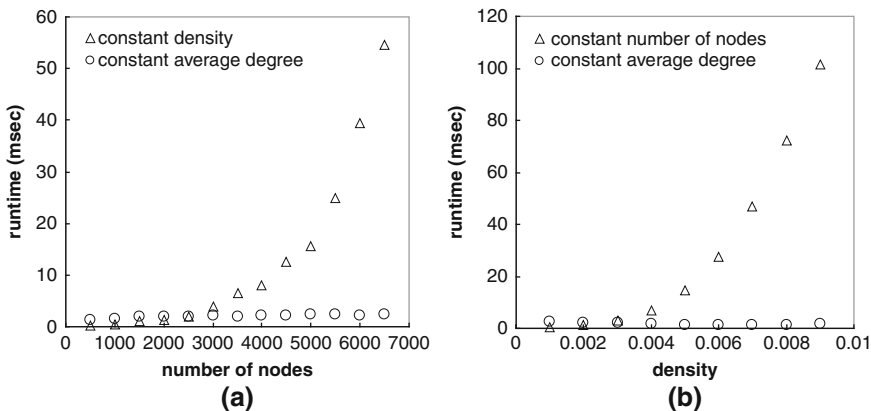 60
50
40
30
20
10
0
0 1000 2000 3000 4000 5000 6000 7000
runtime (msec)
number of nodes
constant density
constant average degree
(a)
120
100
80
60
40
20
0
0 0.002 0.004 0.006 0.008 0.01
runtime (msec)
density
constant number of nodes
constant average degree
(b)